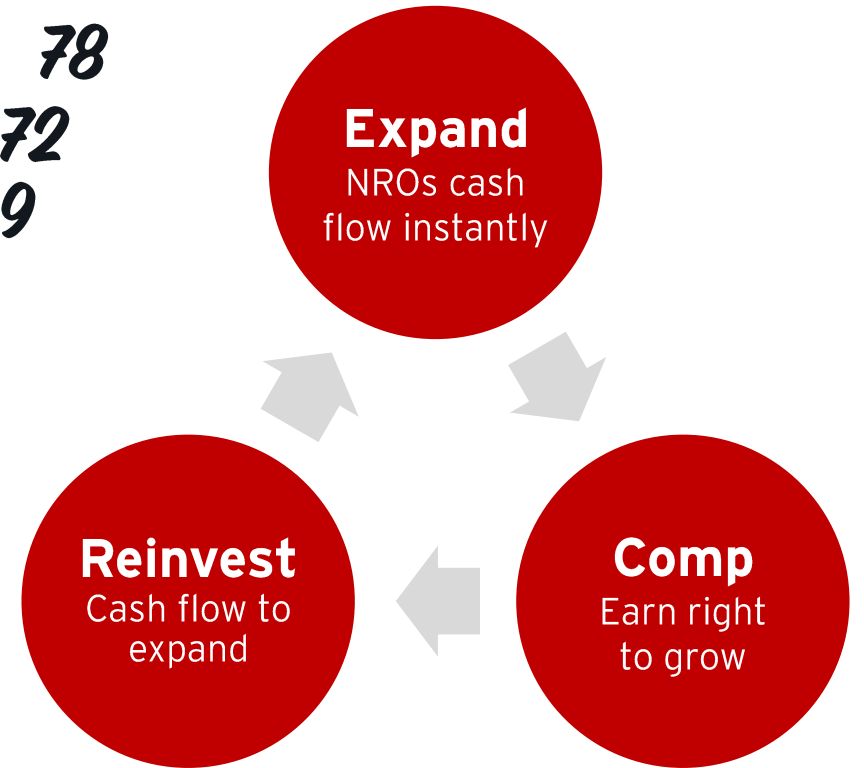 78
72
9
Expand
NROs cash
flow instantly
Reinvest
Cash flow to
expand
Comp
Earn right
to grow